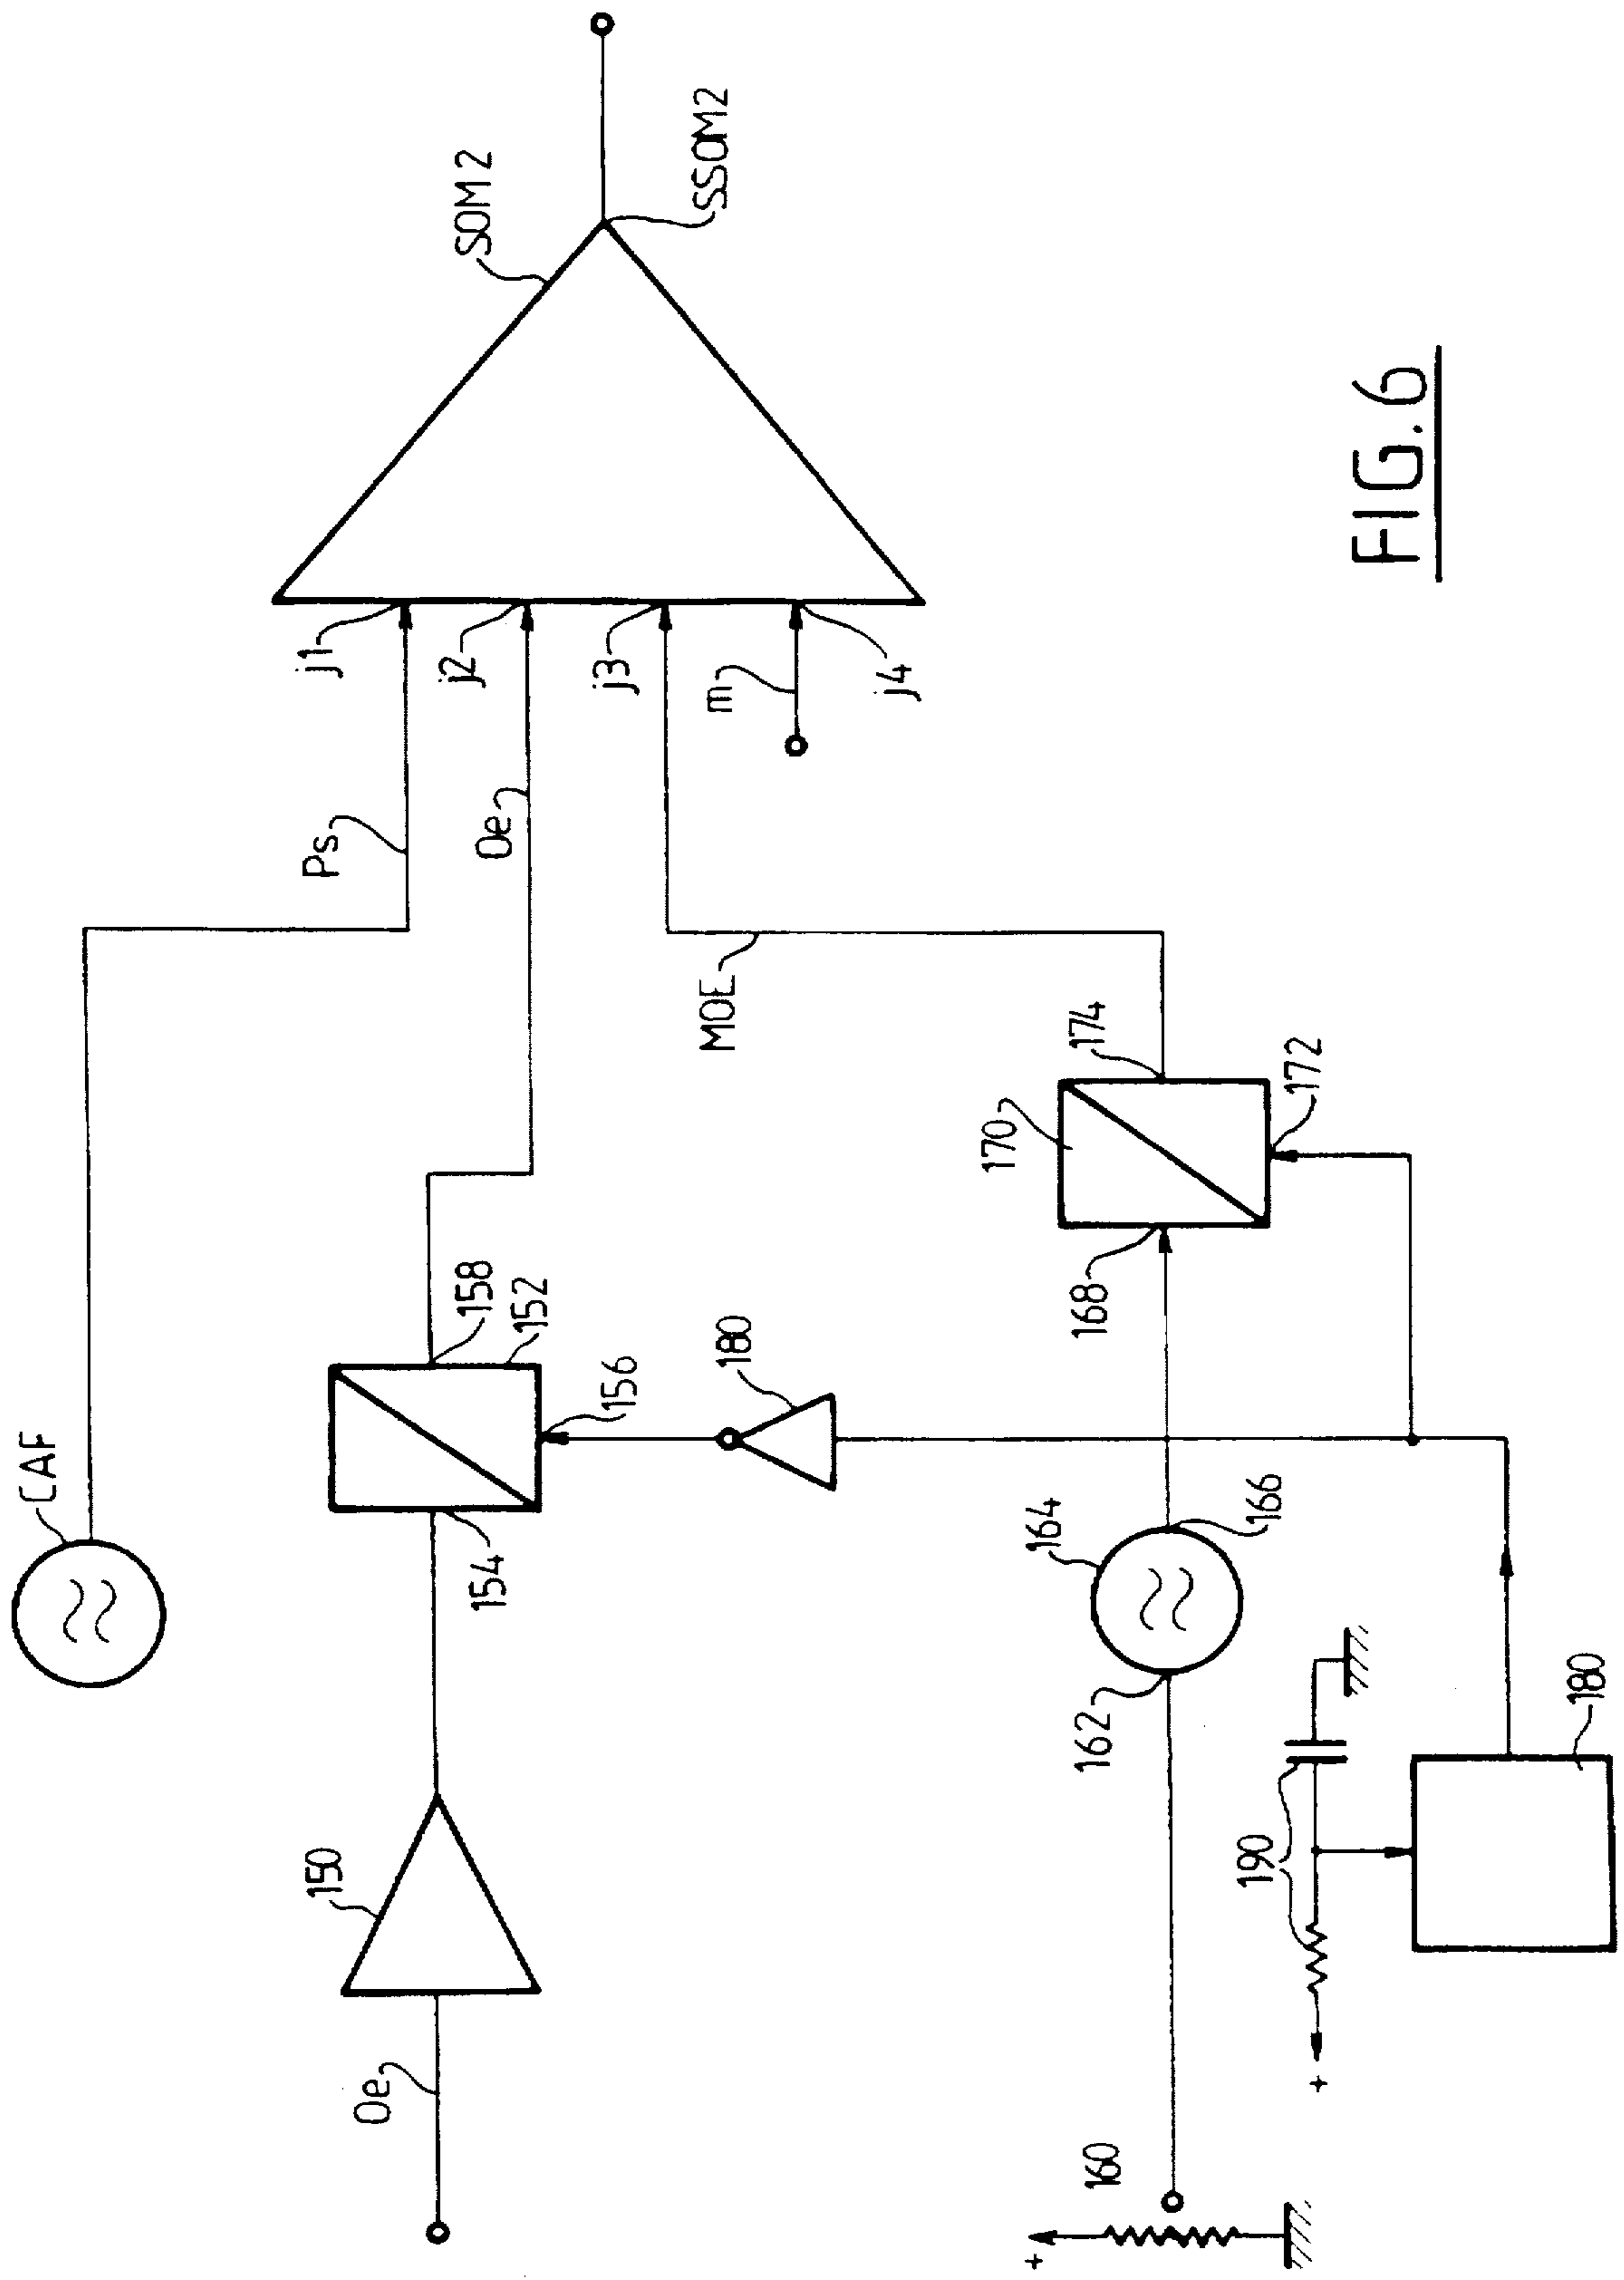 CAF
SOM2
SSOM2
j1
j2
j3
j4
Ps
Oe
m
MOE
150
Oe
154
158
152
156
180
170
174
172
168
164
166
162
160
+
190
+
180
FIG.6